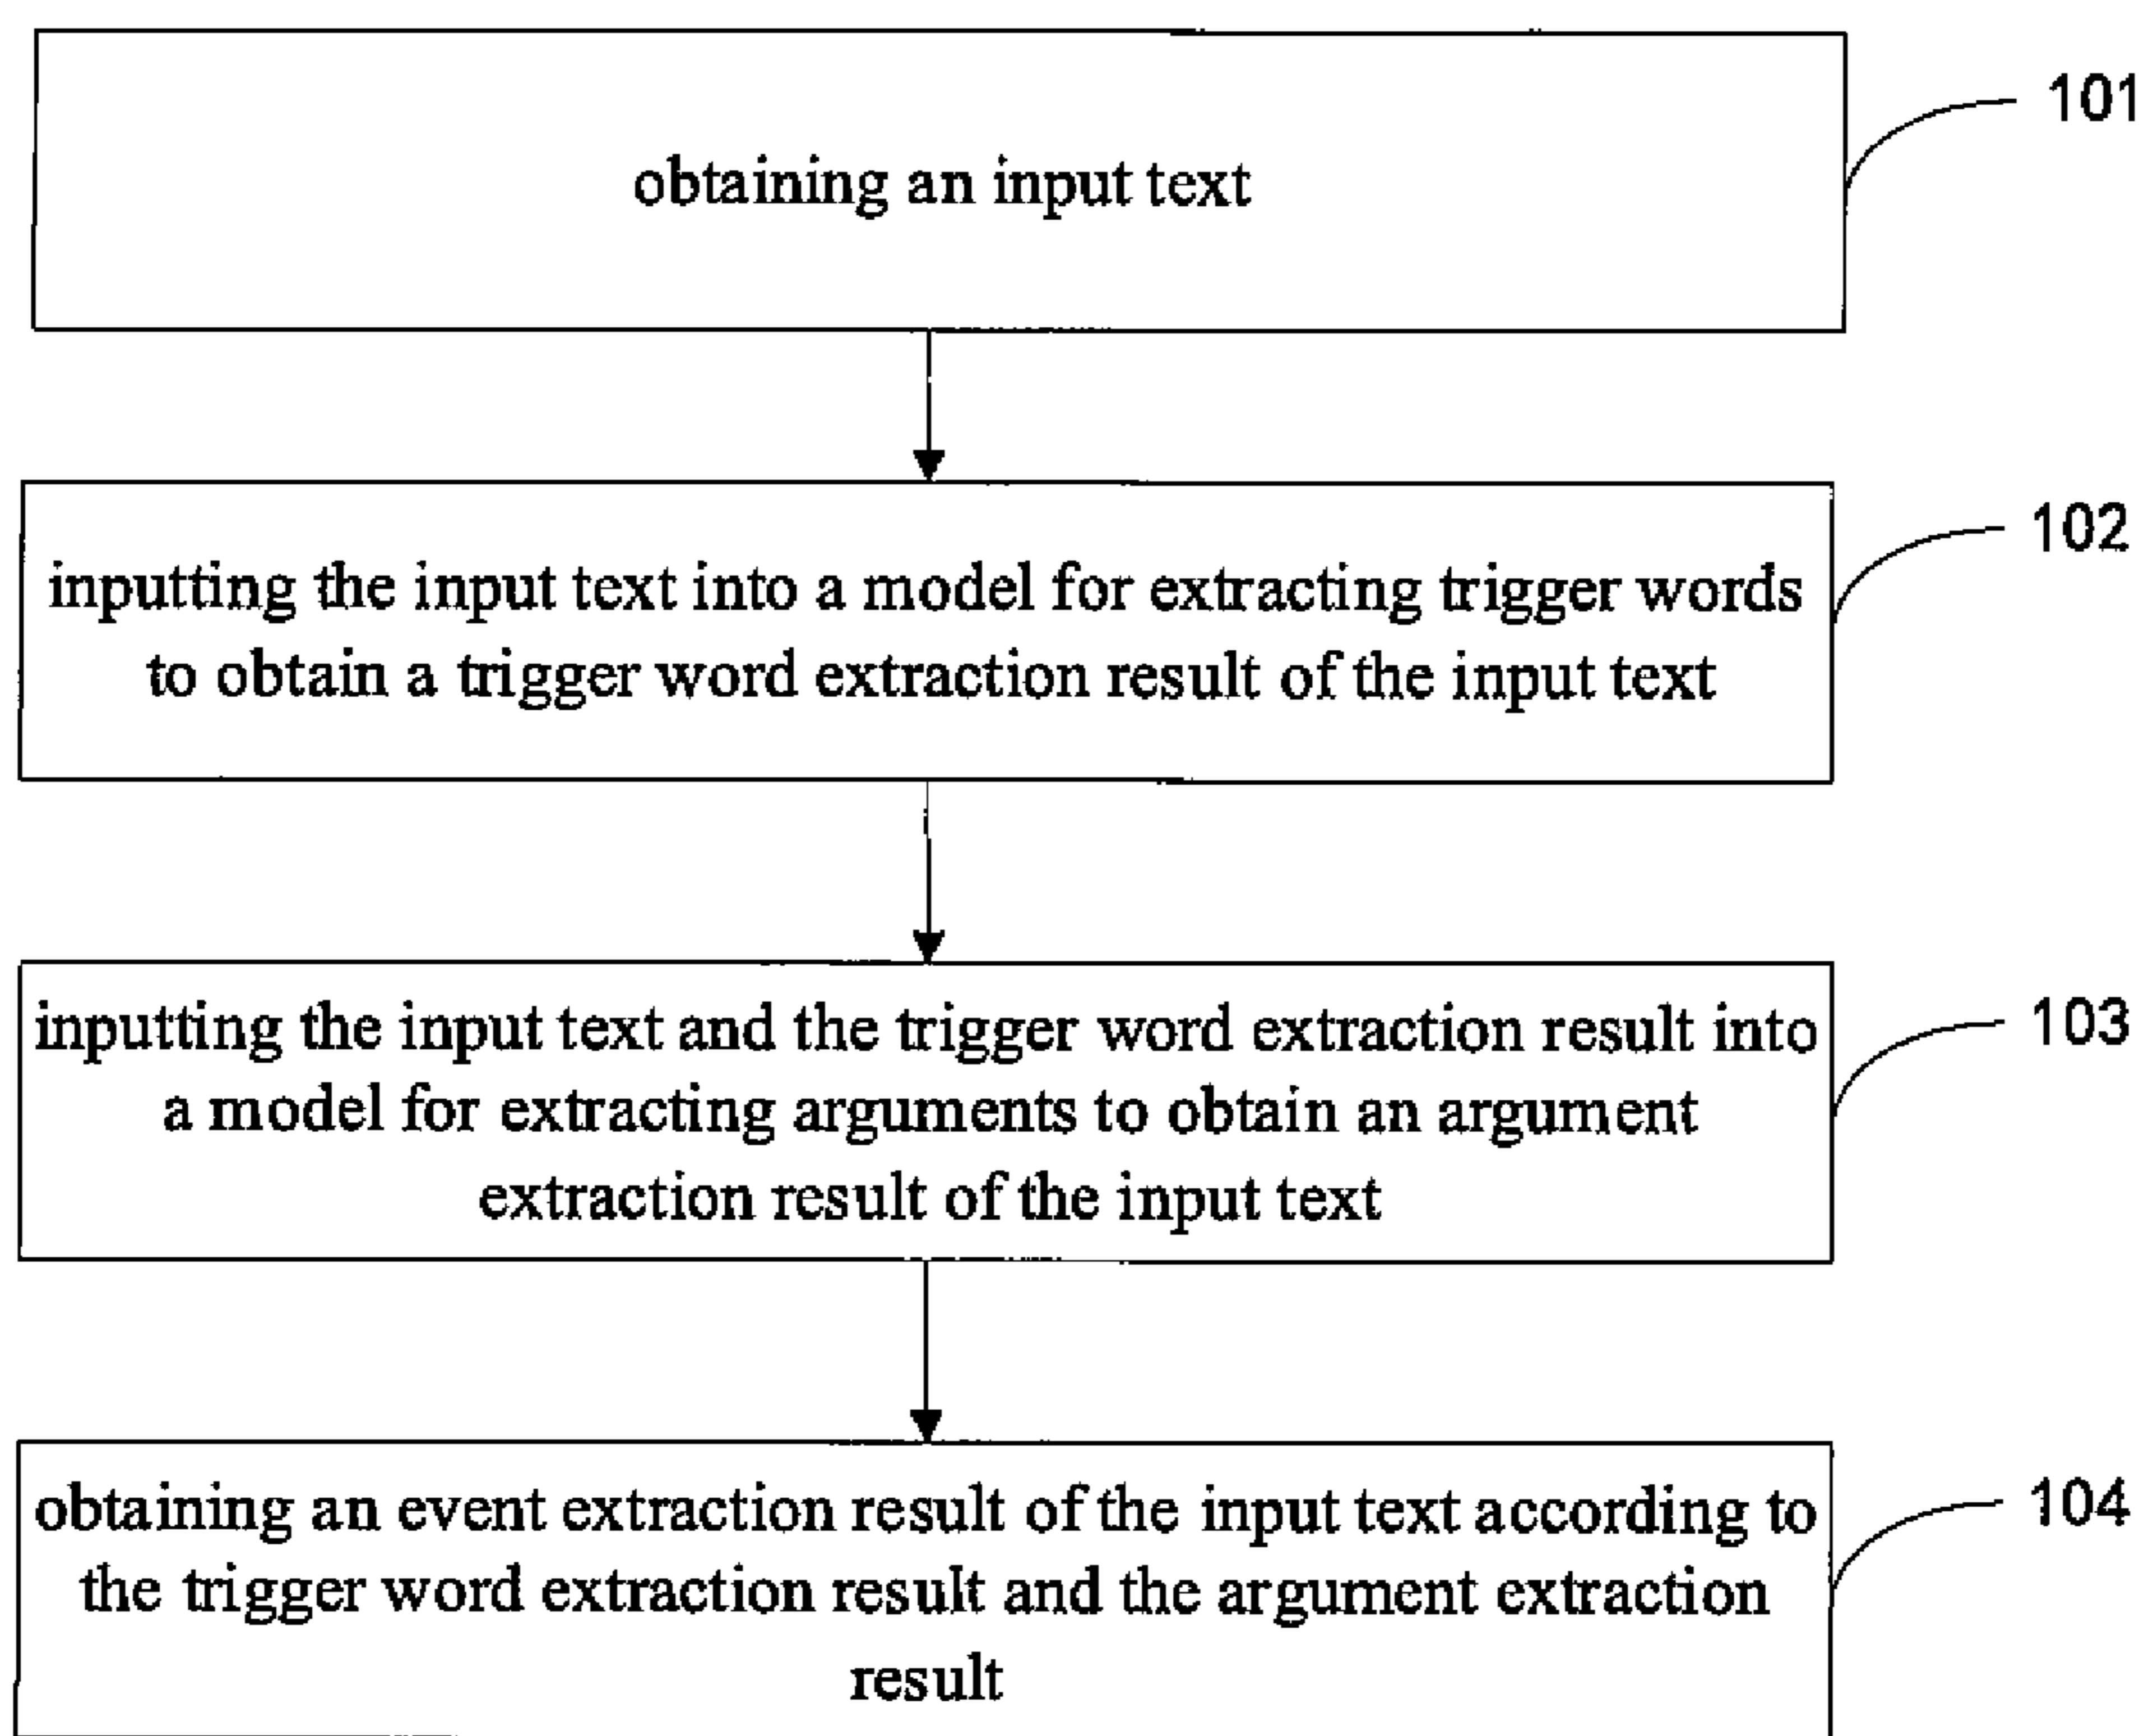 obtaining an input text
101
inputting the input text into a model for extracting trigger words
to obtain a trigger word extraction result of the input text
102
inputting the input text and the trigger word extraction result into
a model for extracting arguments to obtain an argument
extraction result of the input text
103
obtaining an event extraction result of the input text according to
the trigger word extraction result and the argument extraction
result
104